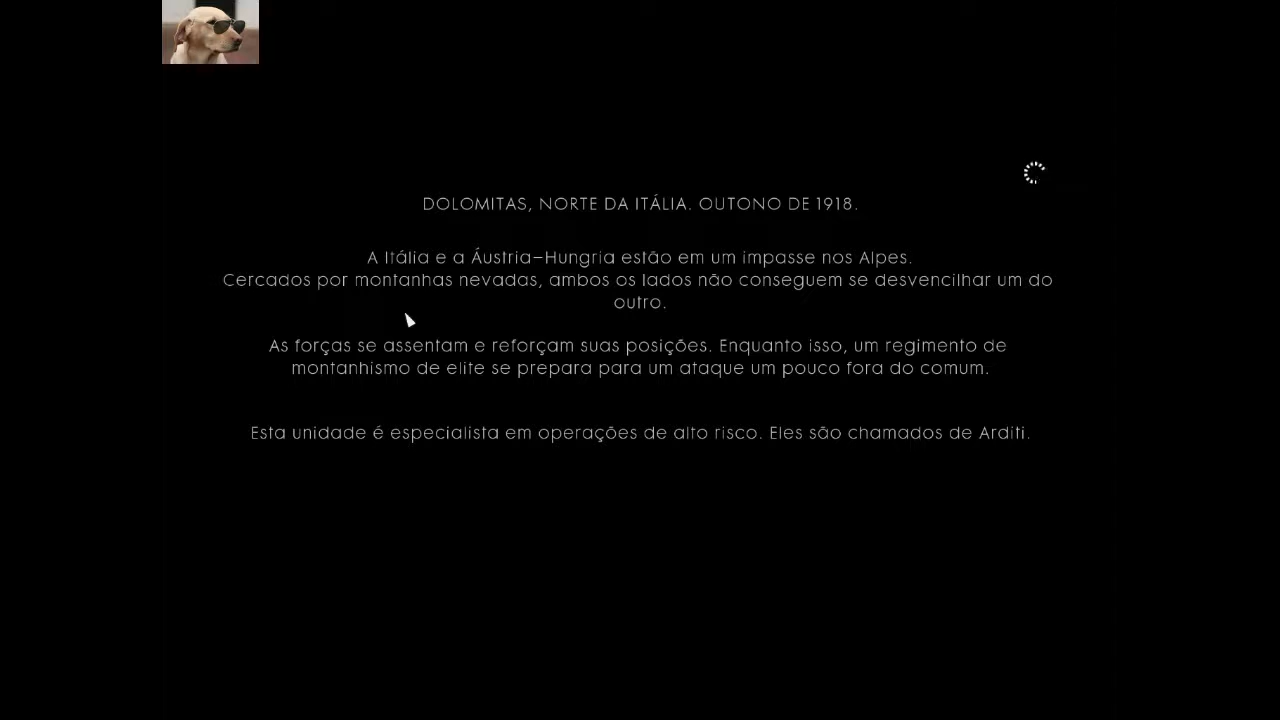 DOLOMITAS, NORTE DA ITÁLIA. OUTONO DE 1918.
A Itália e a Áustria-Hungria estão em um impasse nos Alpes.
Cercados por montanhas nevadas, ambos os lados não conseguem se desvencilhar um do
outro.
As forças se assentam e reforçam suas posições. Enquanto isso, um regimento de
montanhismo de elite se prepara para um ataque um pouco fora do comum.
Esta unidade é especialista em operações de alto risco. Eles são chamados de Arditi.